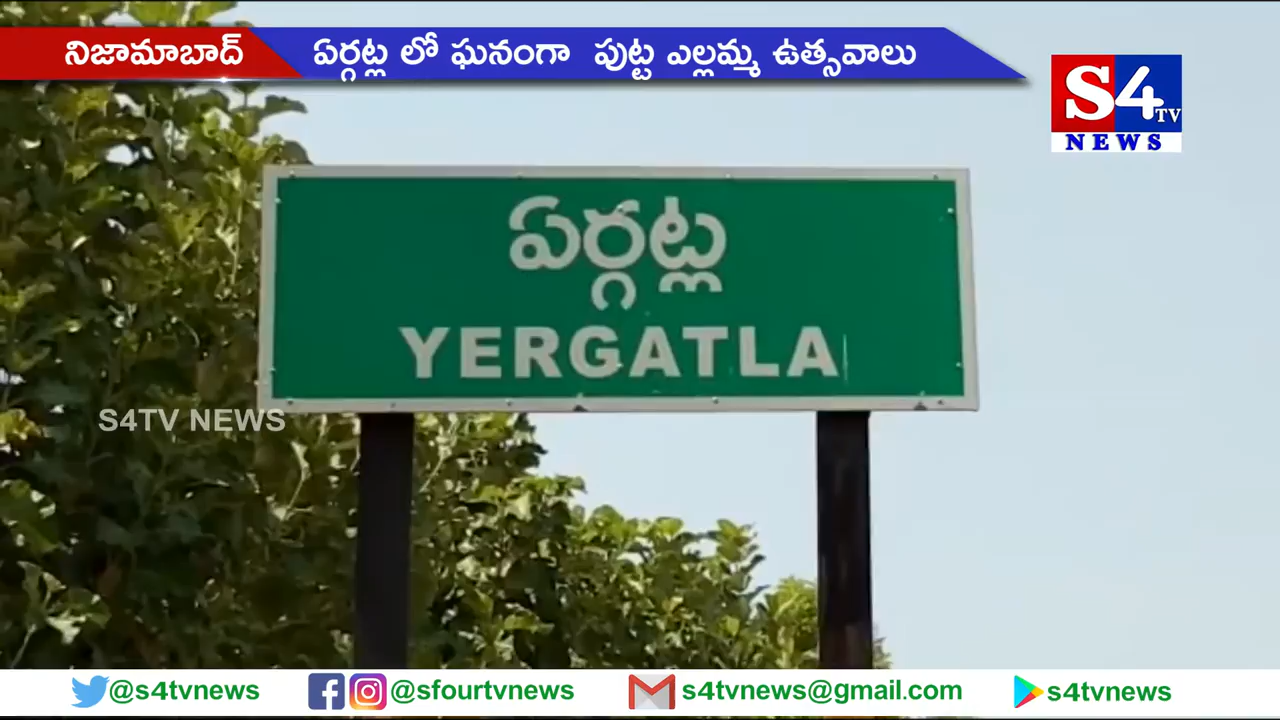 నిజామాబాద్
ఏర్గట్ల లో ఘనంగా పుట్ట ఎల్లమ్మ ఉత్సవాలు
S4 TV
NEWS
ఏర్గట్ల
YERGATLA
S4TV NEWS
@s4tvnews
@sfourtvnews
s4tvnews@gmail.com
s4tvnews